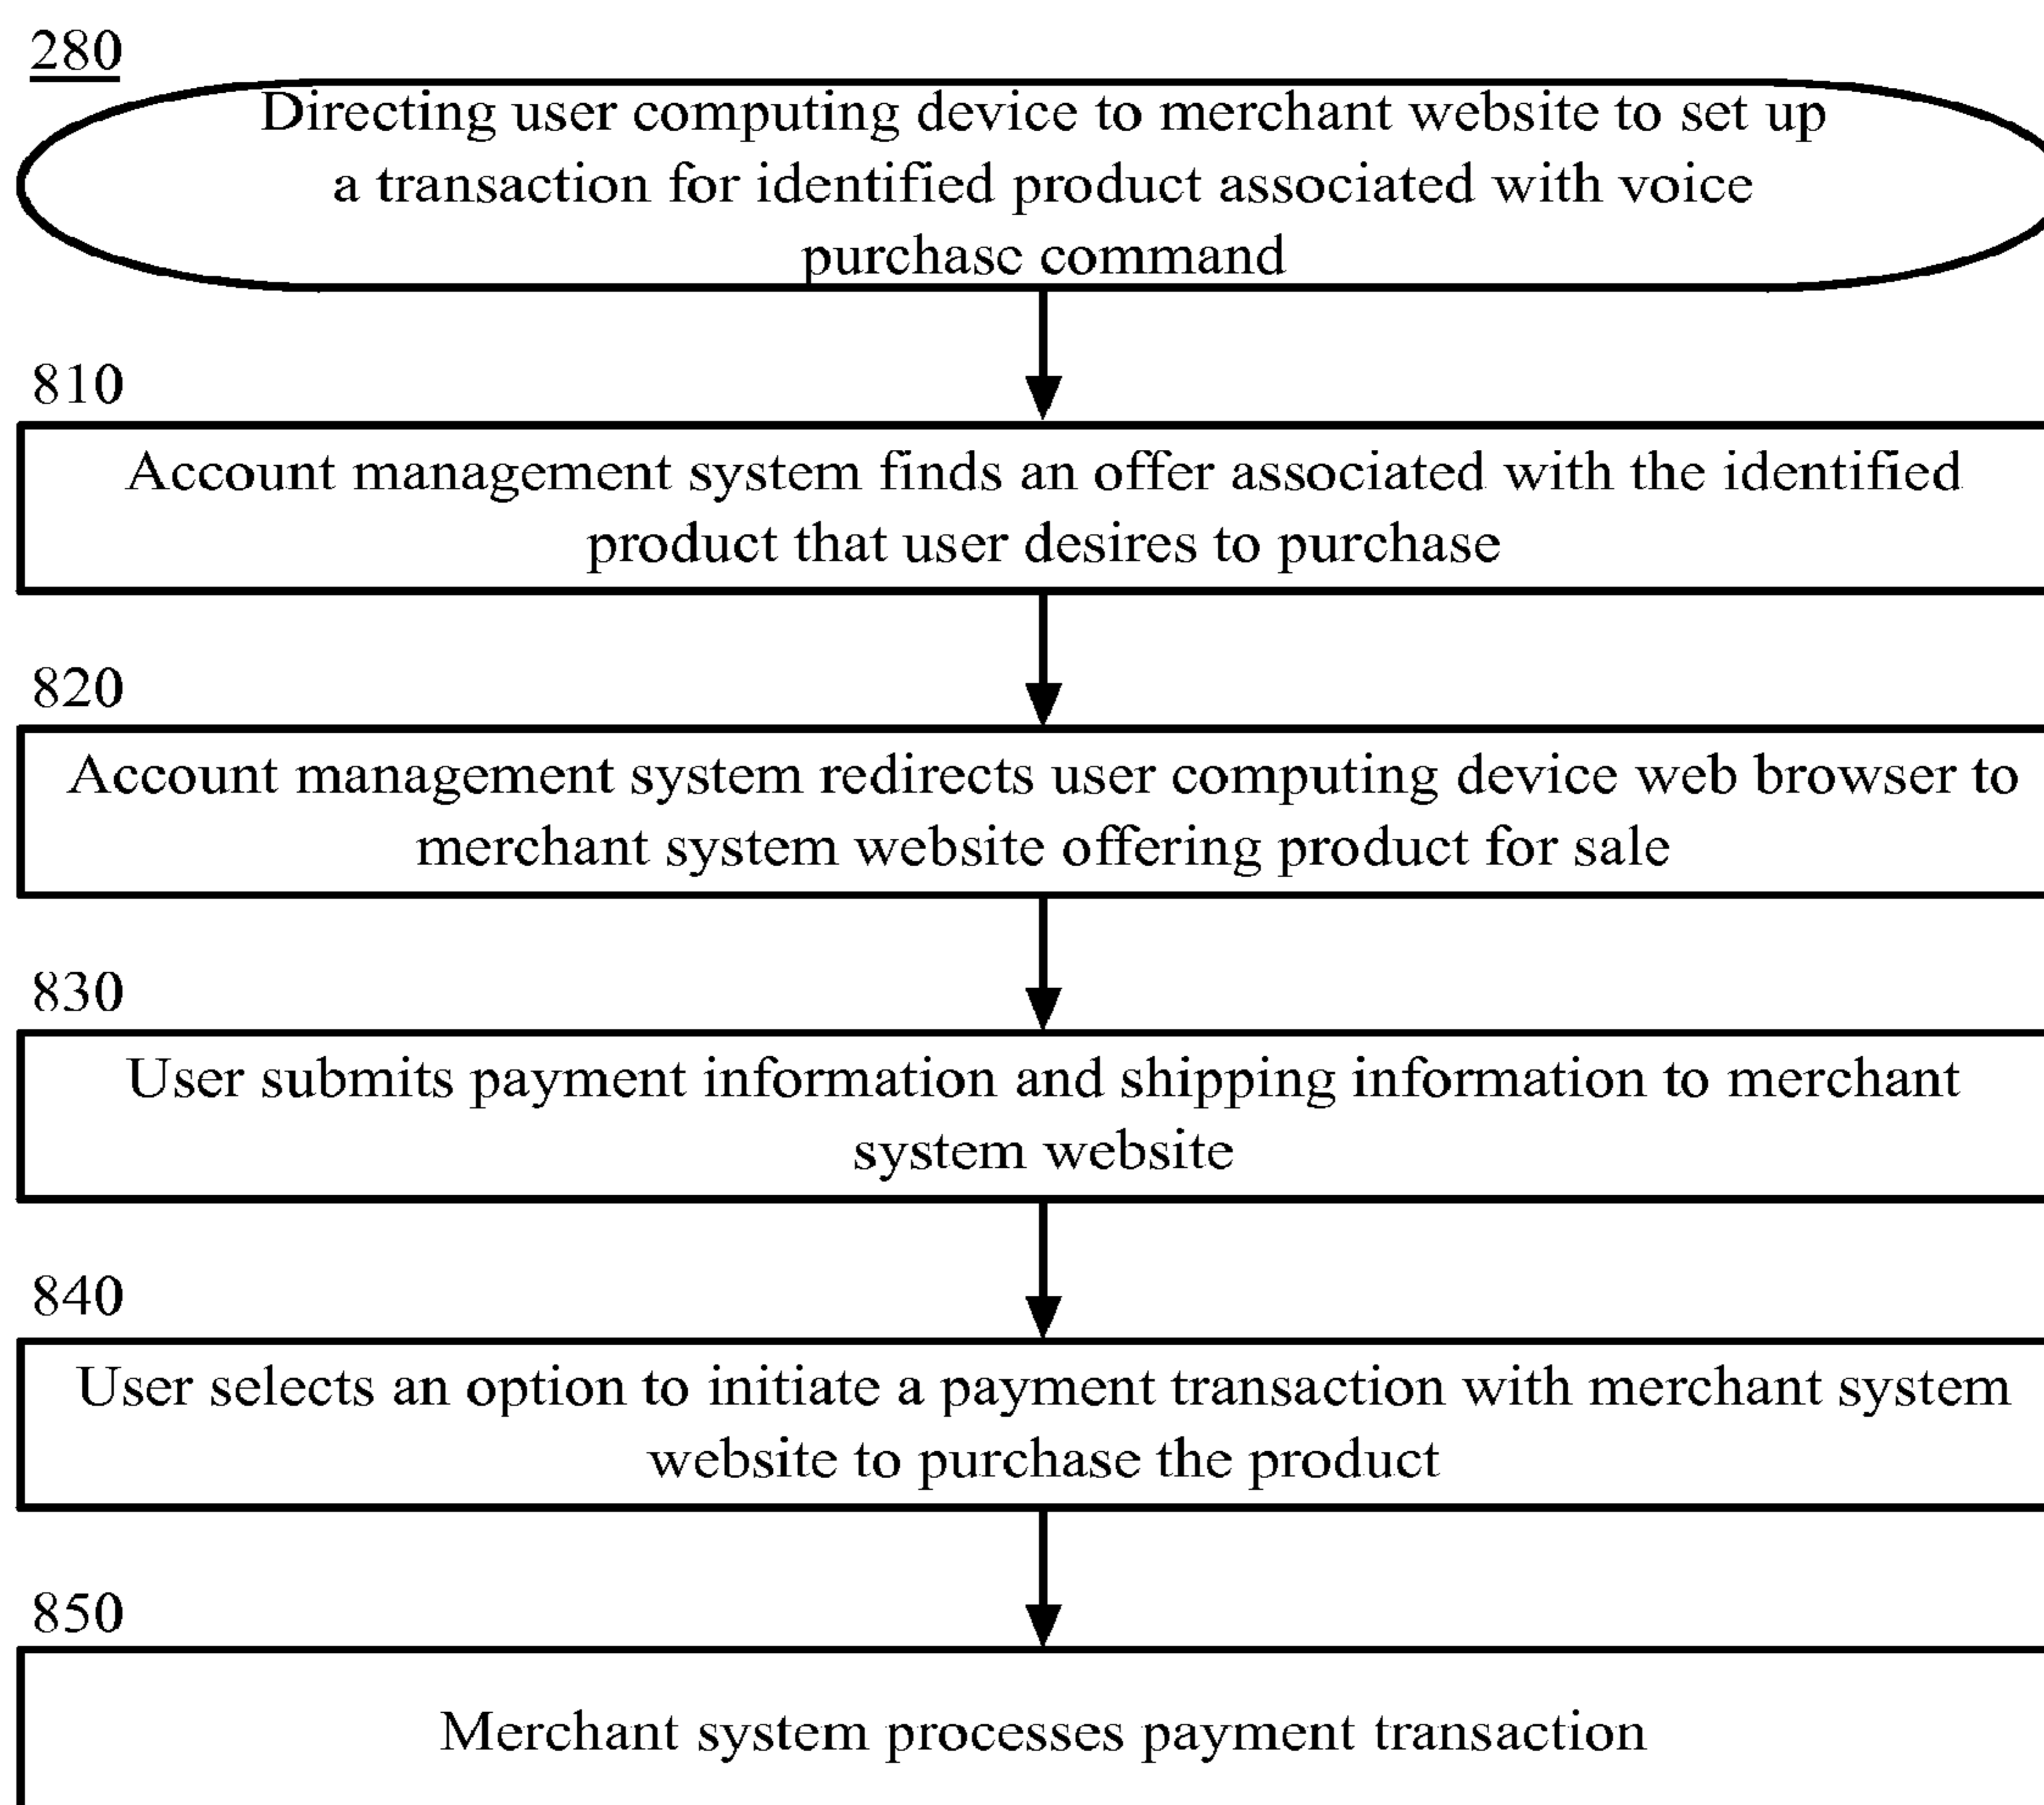 280
Directing user computing device to merchant website to set up
a transaction for identified product associated with voice
purchase command
810
Account management system finds an offer associated with the identified
product that user desires to purchase
820
Account management system redirects user computing device web browser to
merchant system website offering product for sale
830
User submits payment information and shipping information to merchant
system website
840
User selects an option to initiate a payment transaction with merchant system
website to purchase the product
850
Merchant system processes payment transaction